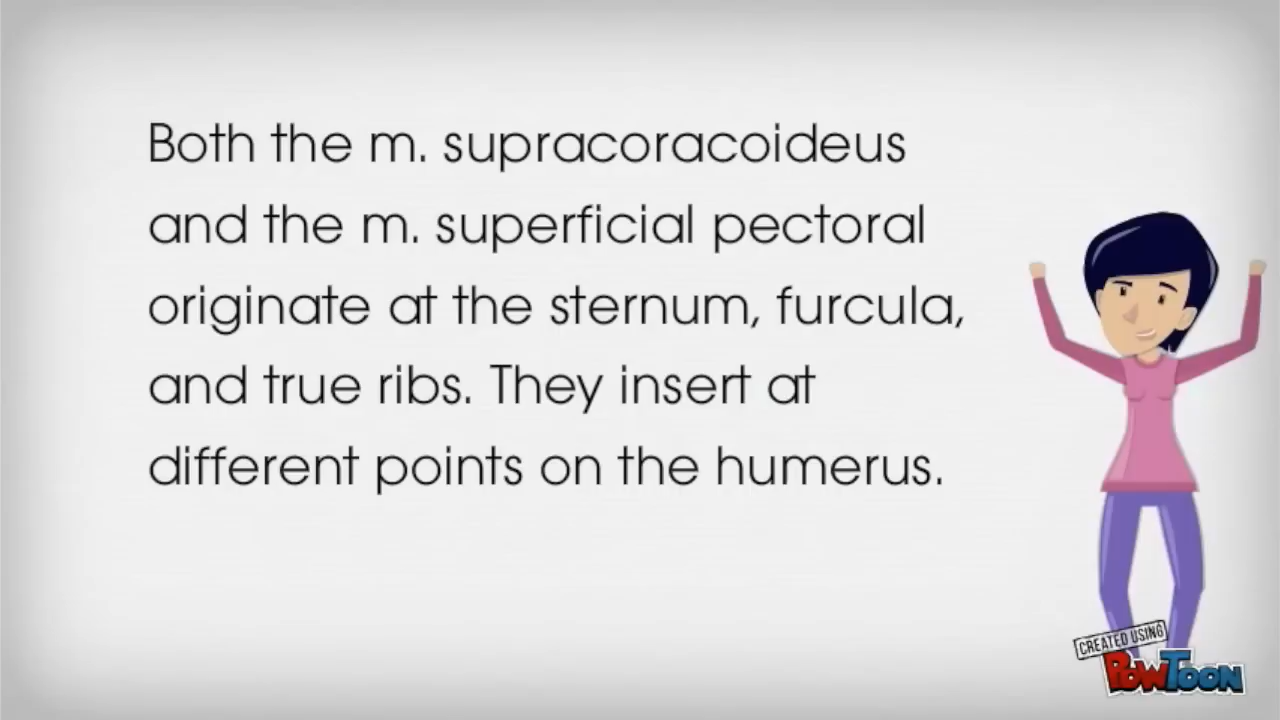 Both the m. supracoracoideus
and the m. superficial pectoral
originate at the sternum, furcula,
and true ribs. They insert at
different points on the humerus.
CREATED USING
POWTOON